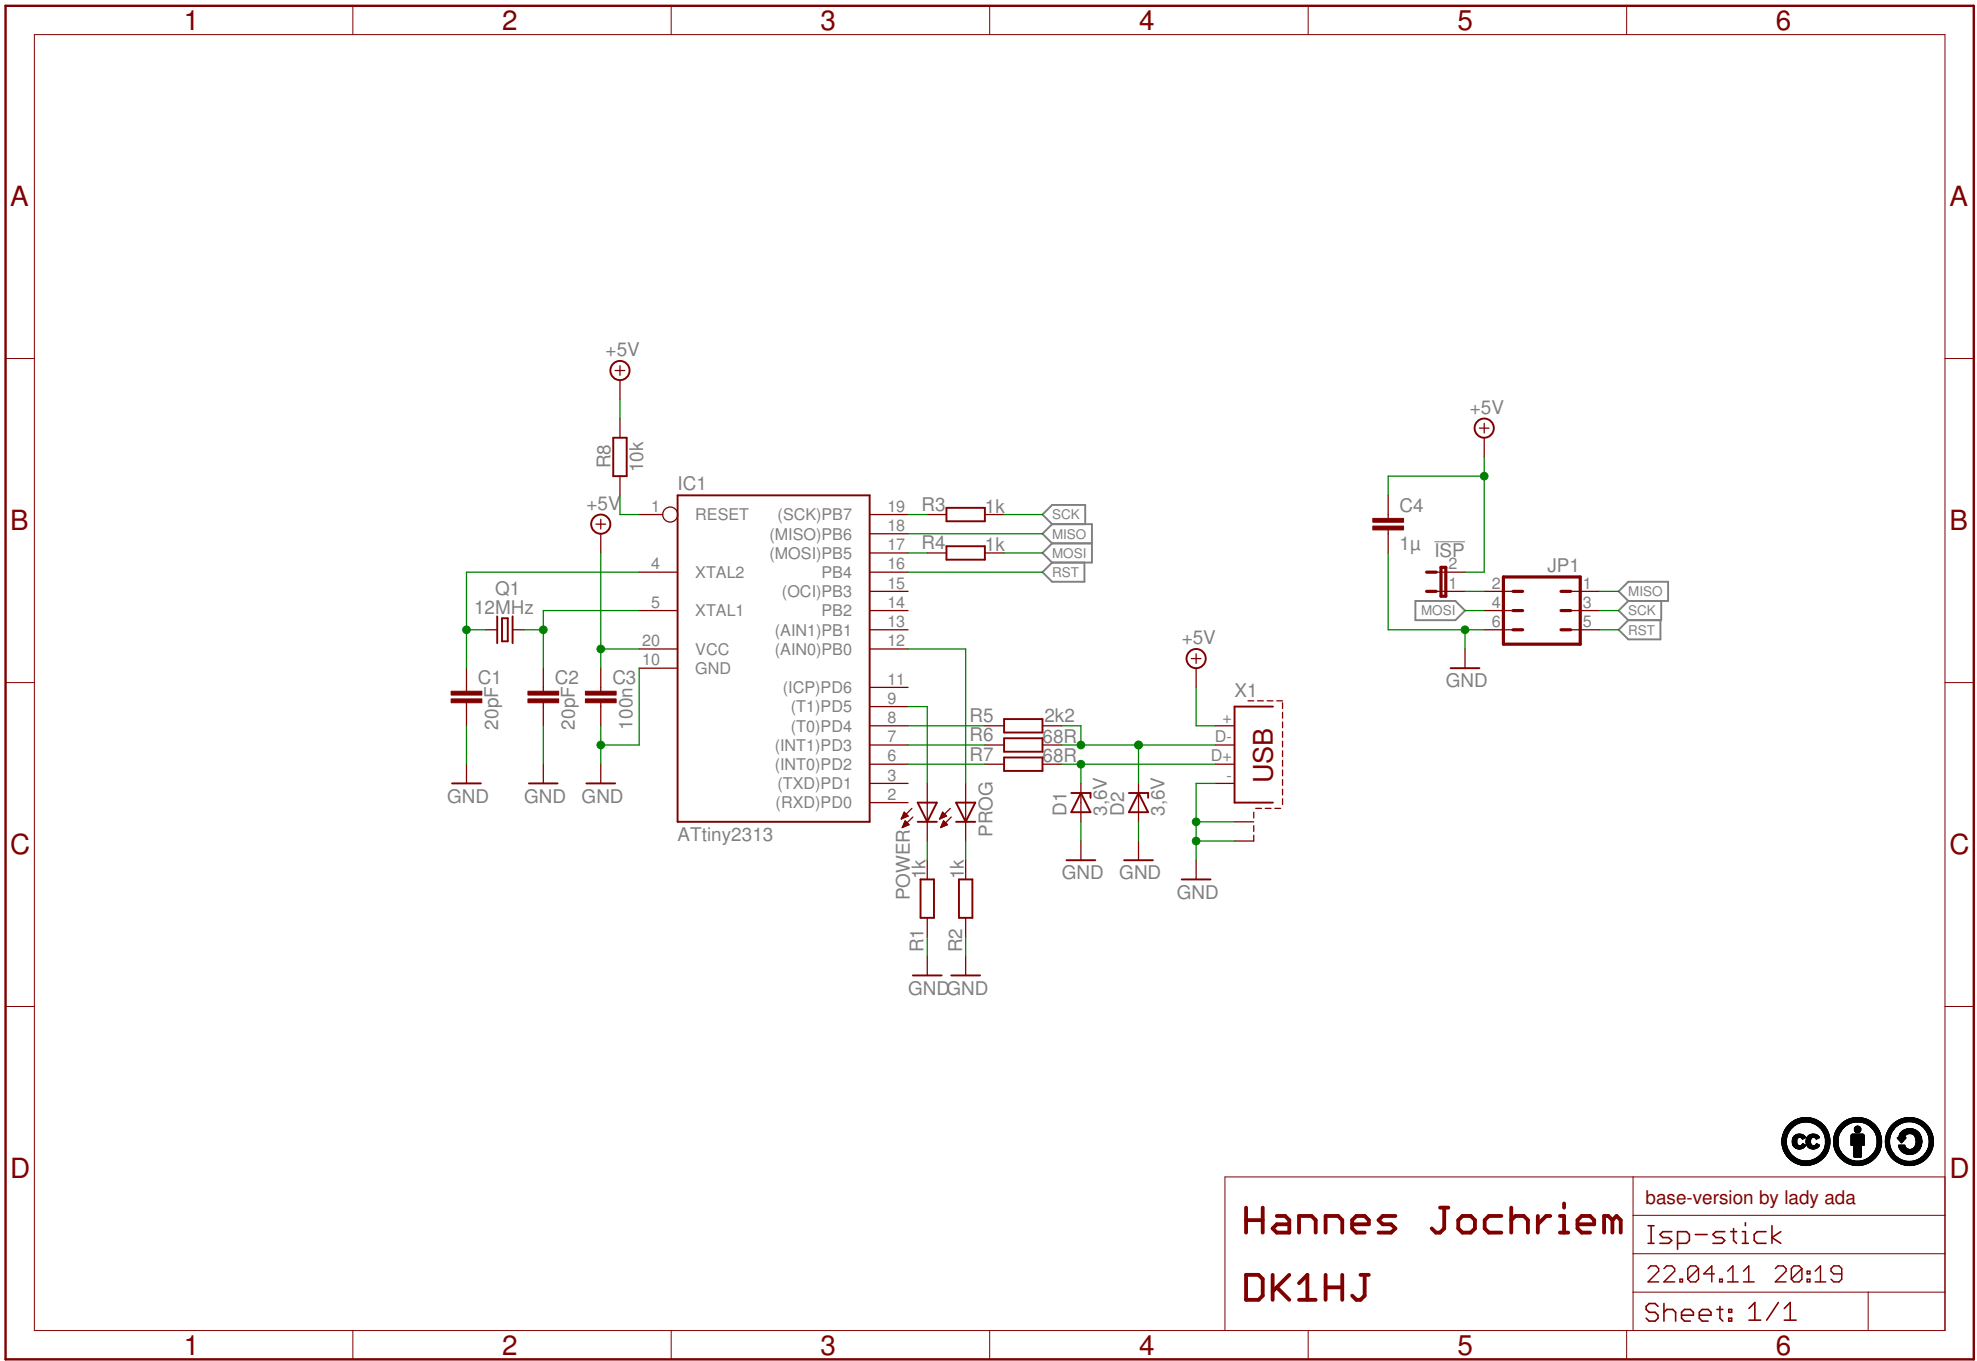 1 2 3 4 5 6
A A
B B
C C
D D
+5V
R8
10k
+5V
IC1
1 RESET
4 XTAL2
5 XTAL1
20 VCC
10 GND
(SCK)PB7 19
(MISO)PB6 18
(MOSI)PB5 17
PB4 16
(OCI)PB3 15
PB2 14
(AIN1)PB1 13
(AIN0)PB0 12
(ICP)PD6 11
(T1)PD5 9
(T0)PD4 8
(INT1)PD3 7
(INT0)PD2 6
(TXD)PD1 3
(RXD)PD0 2
ATtiny2313
Q1
12MHz
C1
20pF
C2
20pF
C3
100n
GND
GND
GND
R3 1k
R4 1k
SCK
MISO
MOSI
RST
R5 2k2
R6 68R
R7 68R
POWER
PROG
1k
1k
R1
R2
GND
GND
D1
3,6V
D2
3,6V
GND
GND
+5V
X1
+
D-
D+
-
USB
GND
+5V
C4
1µ
ISP
2
1
JP1
2
4
6
1
3
5
MOSI
MISO
SCK
RST
GND
cc
Hannes Jochriem
DK1HJ
base-version by lady ada
Isp-stick
22.04.11 20:19
Sheet: 1/1
1 2 3 4 5 6